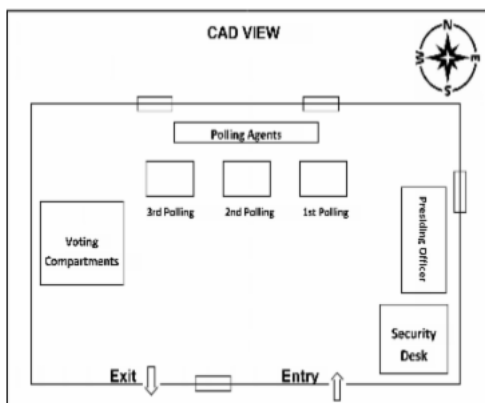 CAD VIEW
N
W
E
S
Polling Agents
3rd Polling
2nd Polling
1st Polling
Voting
Compartments
Presiding Officer
Security
Desk
Exit
Entry